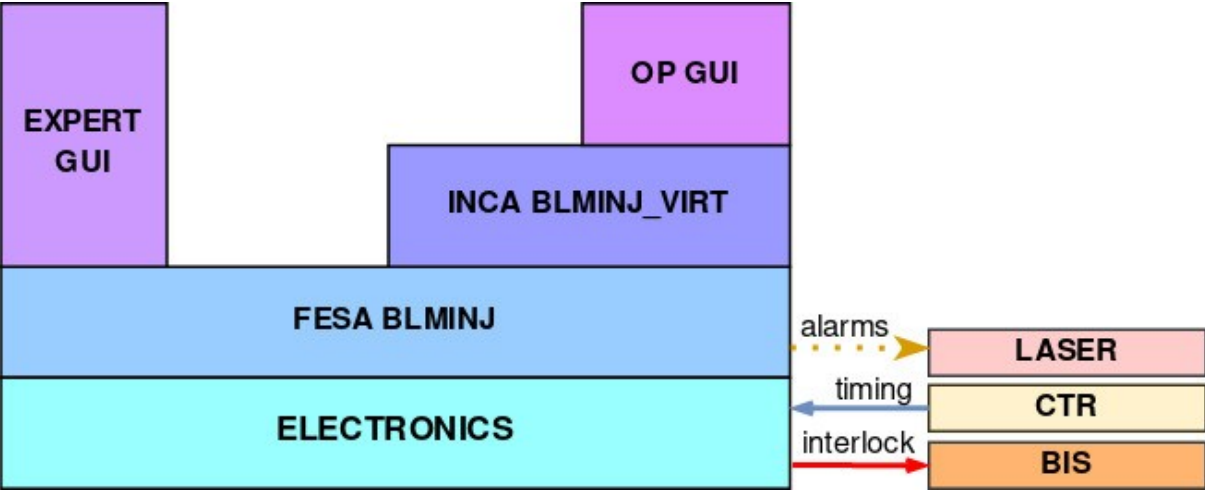 OP GUI
EXPERT
GUI
INCA BLMINJ_VIRT
FESA BLMINJ
alarms
LASER
timing
CTR
ELECTRONICS
interlock
BIS